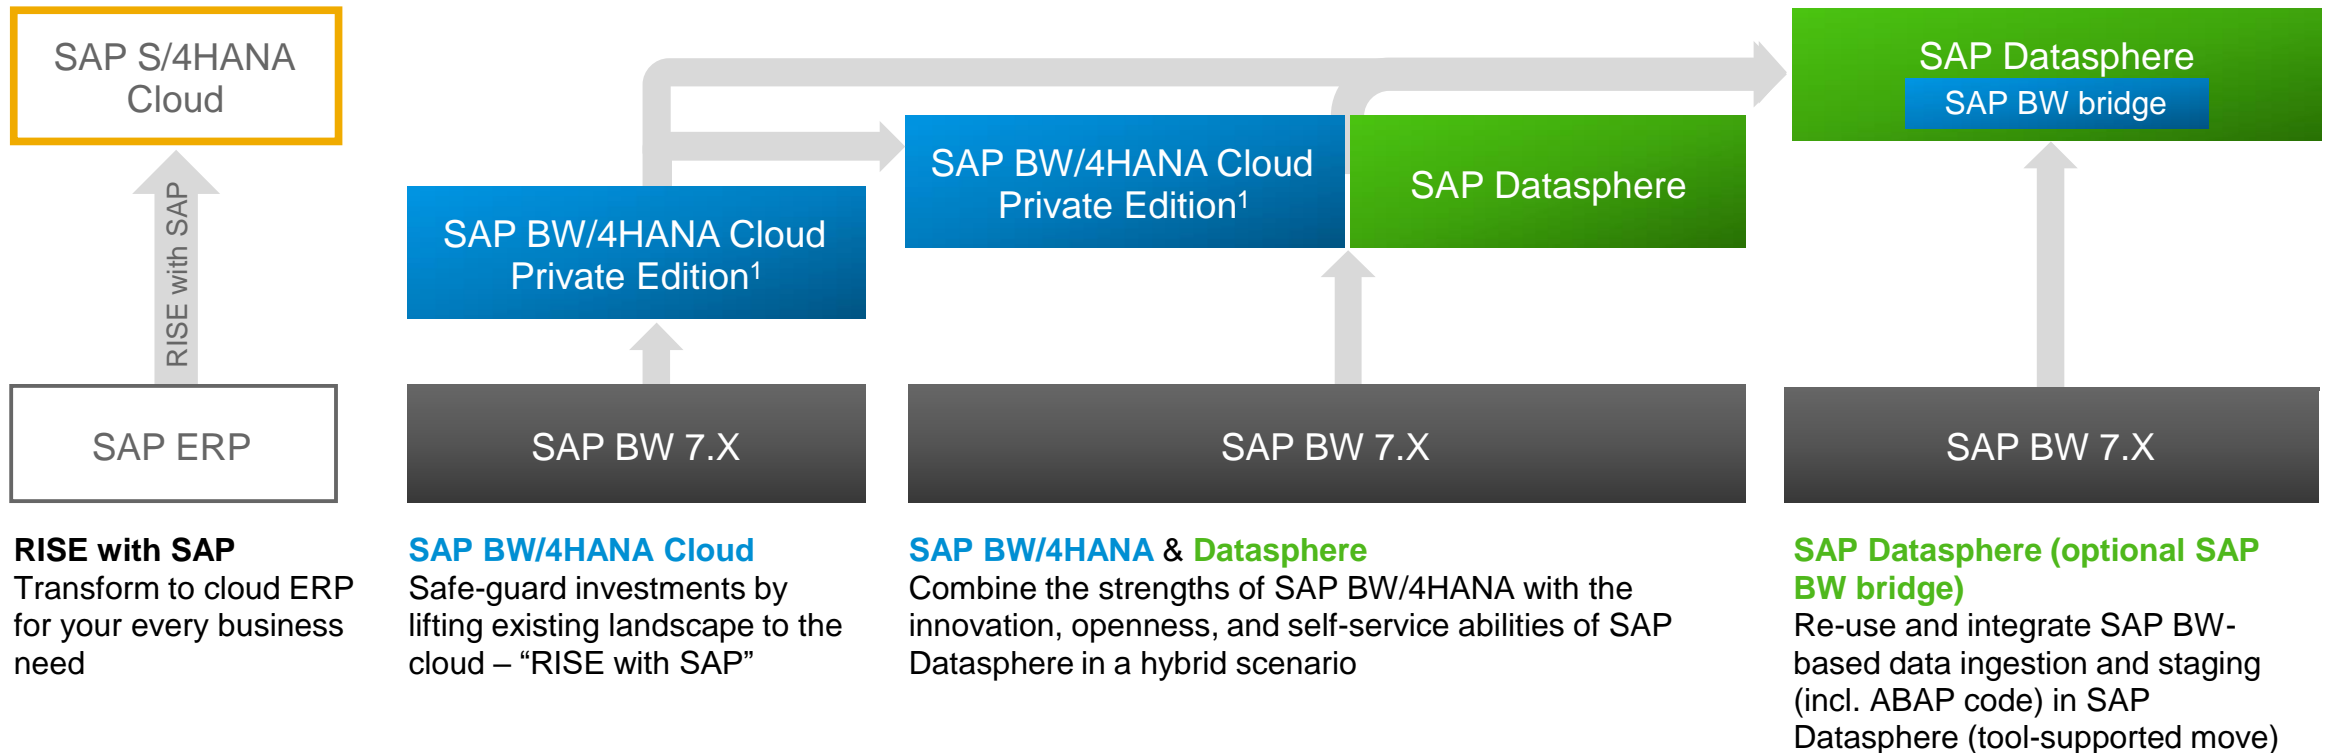 SAP S/4HANA
Cloud
RISE with SAP
SAP ERP
RISE with SAP
Transform to cloud ERP
for your every business
need
SAP BW/4HANA Cloud
Private Edition¹
SAP BW 7.X
SAP BW/4HANA Cloud
Safe-guard investments by
lifting existing landscape to the
cloud – “RISE with SAP”
SAP BW/4HANA Cloud
Private Edition¹
SAP Datasphere
SAP BW 7.X
SAP BW/4HANA & Datasphere
Combine the strengths of SAP BW/4HANA with the
innovation, openness, and self-service abilities of SAP
Datasphere in a hybrid scenario
SAP Datasphere
SAP BW bridge
SAP BW 7.X
SAP Datasphere (optional SAP
BW bridge)
Re-use and integrate SAP BW-
based data ingestion and staging
(incl. ABAP code) in SAP
Datasphere (tool-supported move)